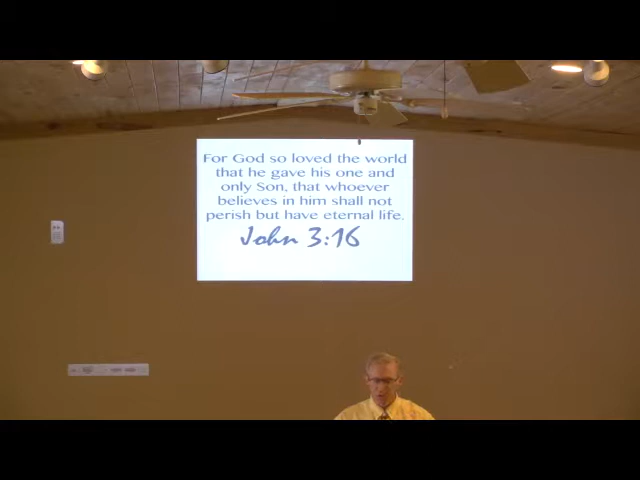 For God so loved the world
that he gave his one and
only Son, that whoever
believes in him shall not
perish but have eternal life.
John 3:16